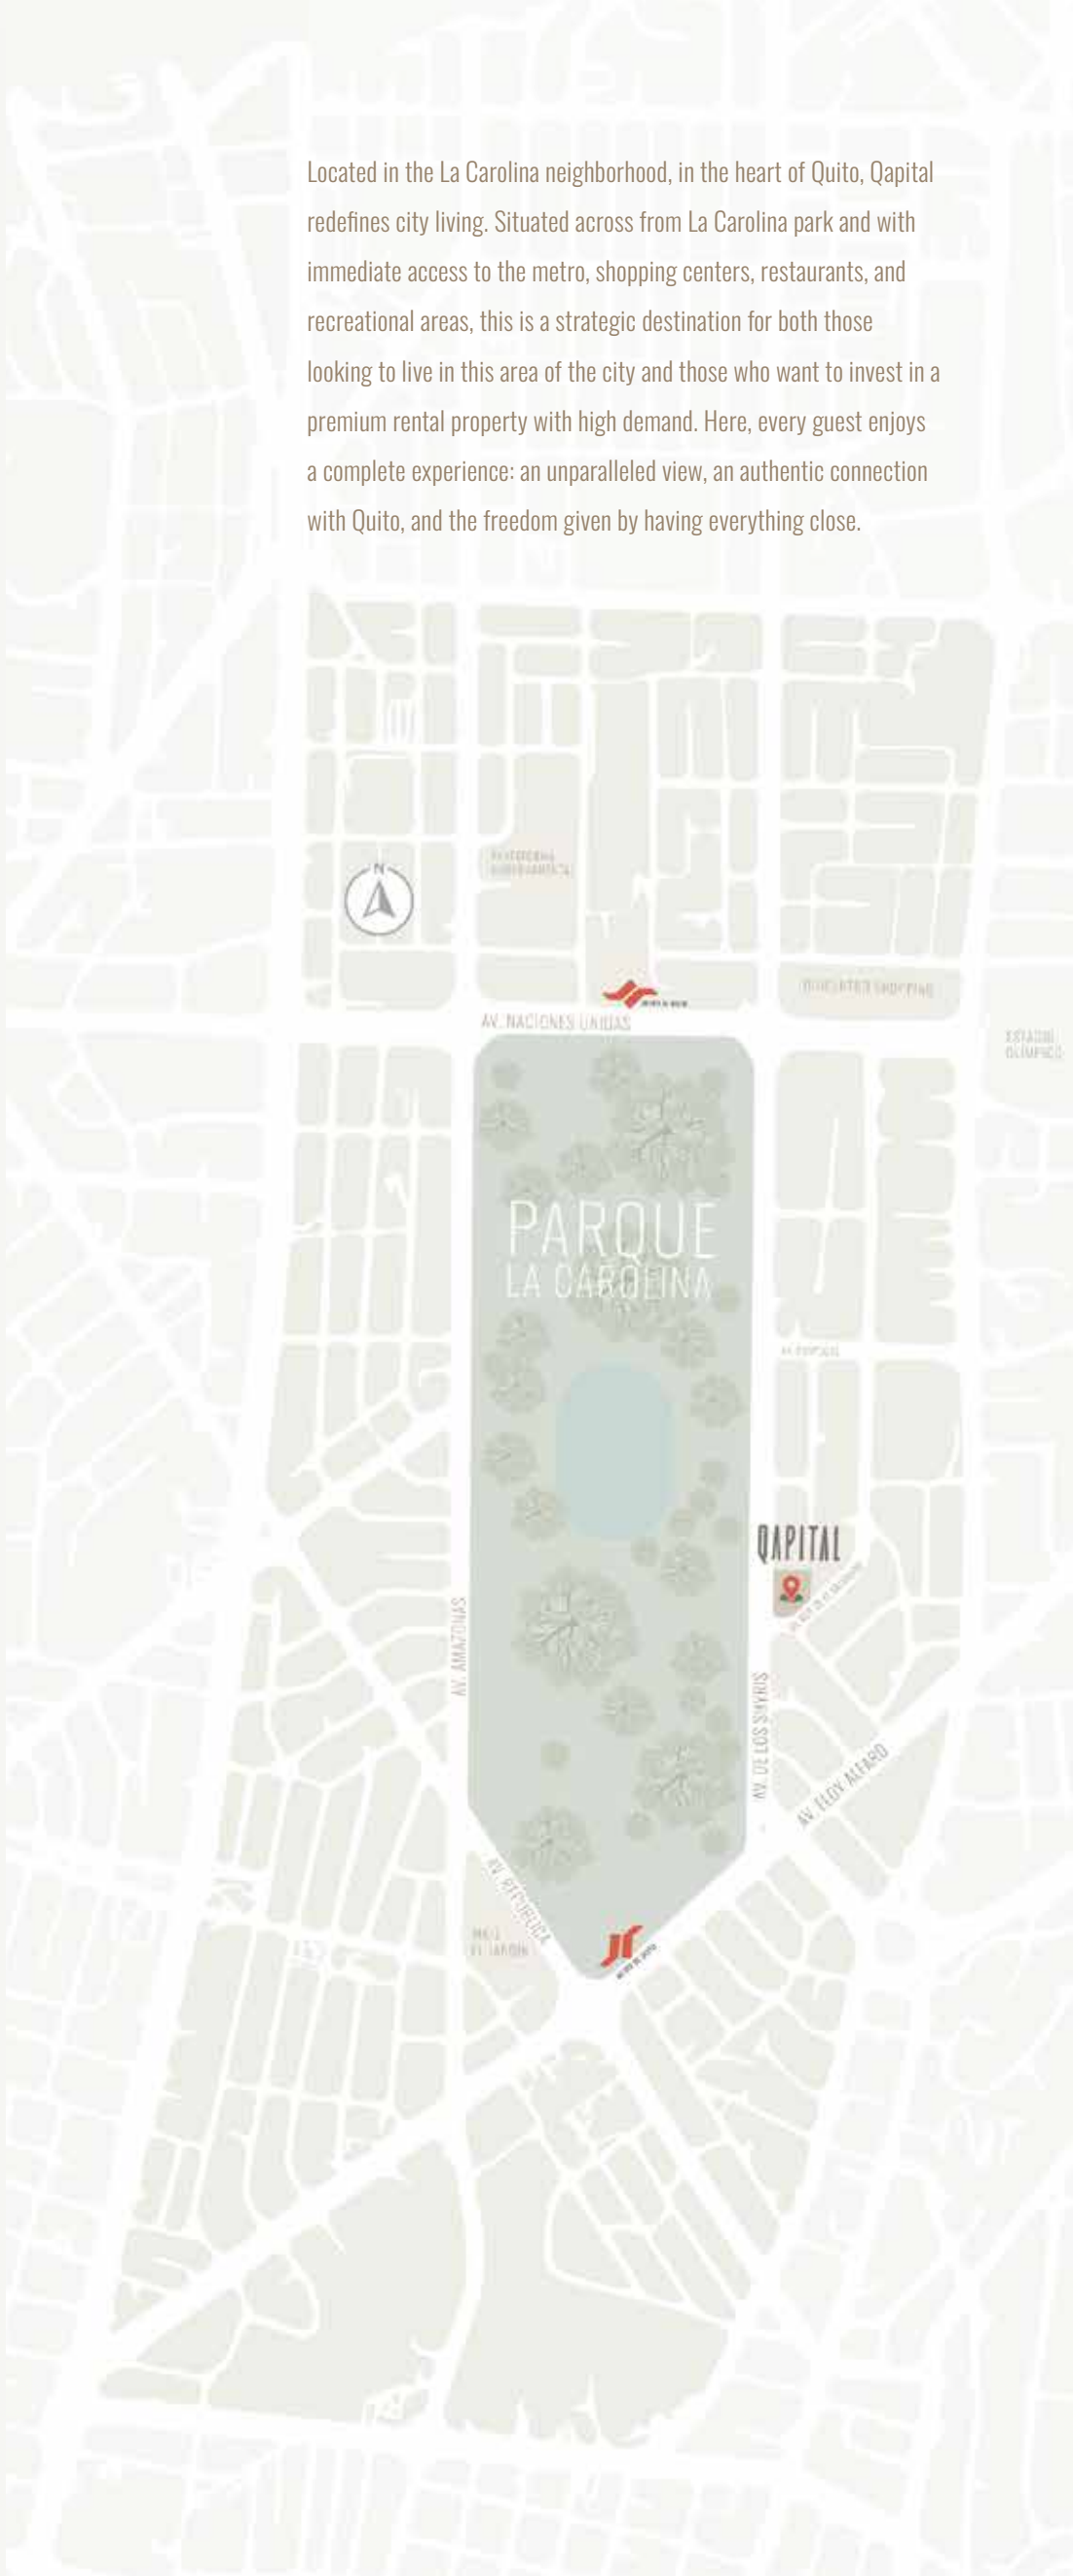 Located in the La Carolina neighborhood, in the heart of Quito, Qapital
redefines city living. Situated across from La Carolina park and with
immediate access to the metro, shopping centers, restaurants, and
recreational areas, this is a strategic destination for both those
looking to live in this area of the city and those who want to invest in a
premium rental property with high demand. Here, every guest enjoys
a complete experience: an unparalleled view, an authentic connection
with Quito, and the freedom given by having everything close.
N
AV. NACIONES UNIDAS
ESTADIO
OLÍMPICO
PARQUE
LA CAROLINA
QAPITAL
AV. AMAZONAS
AV. DE LOS SHYRIS
AV. ELOY ALFARO
AV. REPÚBLICA
EL JARDÍN